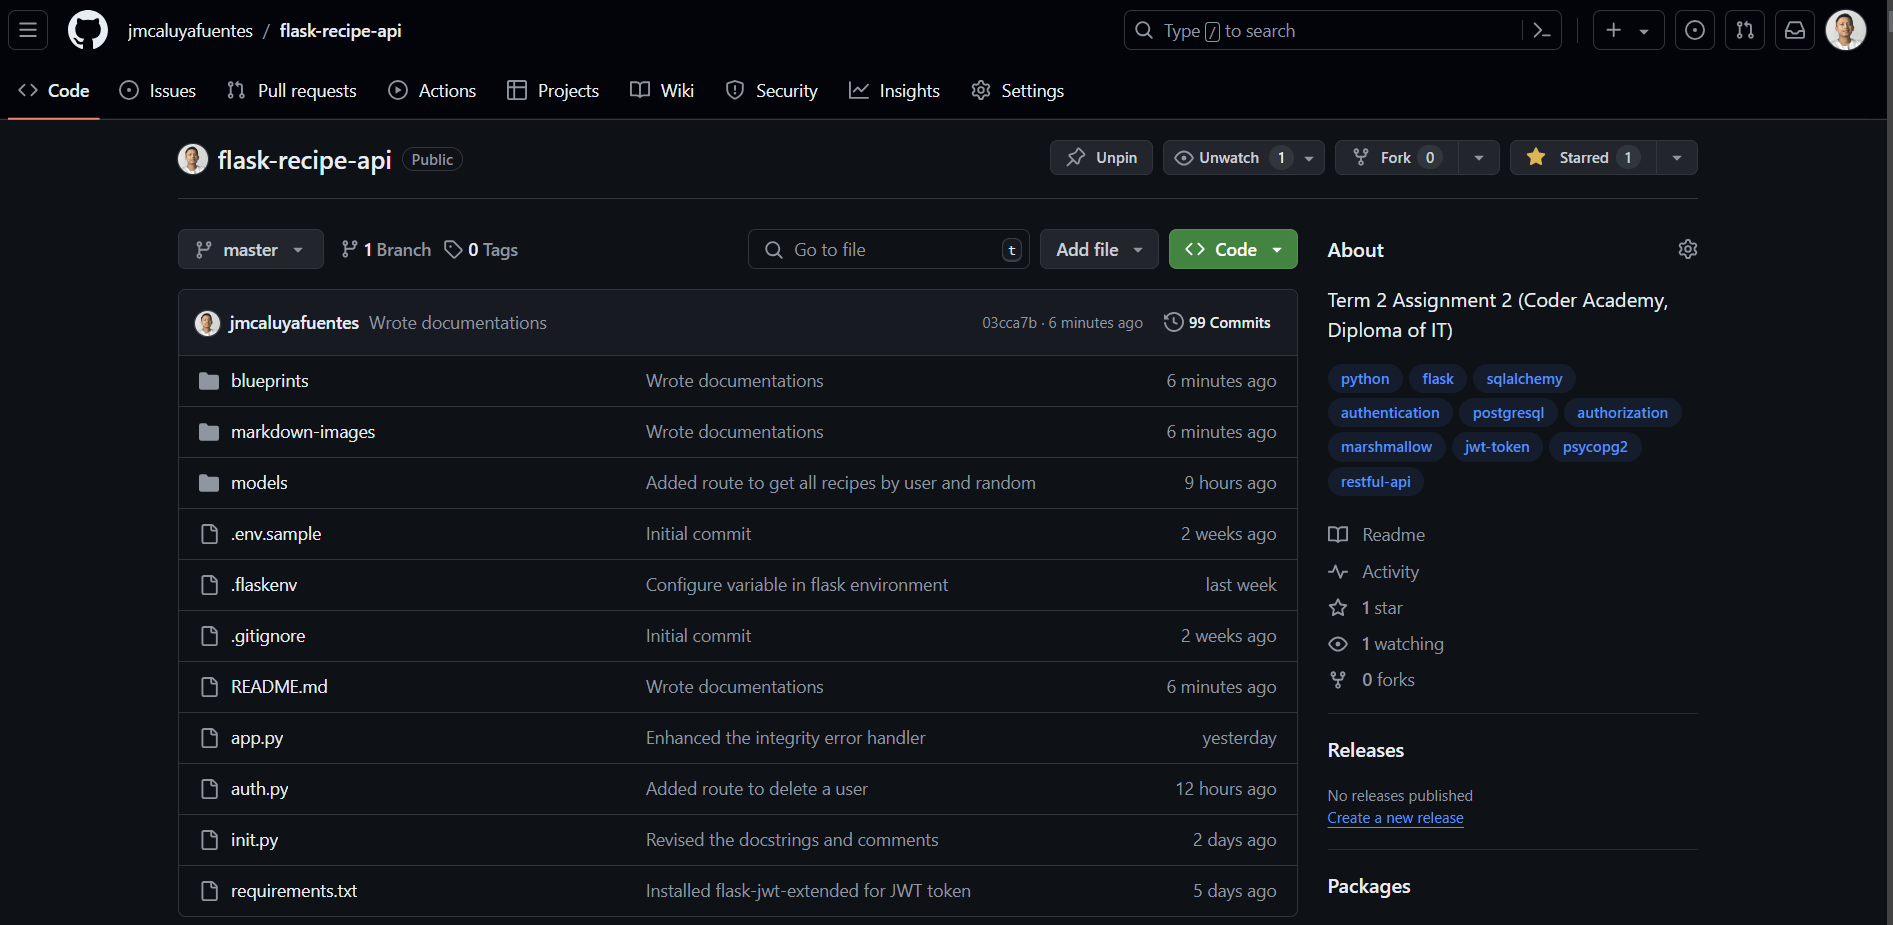 jmcaluyafuentes / flask-recipe-api
Type / to search
Code Issues Pull requests Actions Projects Wiki Security Insights Settings
flask-recipe-api Public
Unpin Unwatch 1 Fork 0 Starred 1
master 1 Branch 0 Tags
Go to file t Add file Code
jmcaluyafuentes Wrote documentations 03cca7b · 6 minutes ago 99 Commits
blueprints Wrote documentations 6 minutes ago
markdown-images Wrote documentations 6 minutes ago
models Added route to get all recipes by user and random 9 hours ago
.env.sample Initial commit 2 weeks ago
.flaskenv Configure variable in flask environment last week
.gitignore Initial commit 2 weeks ago
README.md Wrote documentations 6 minutes ago
app.py Enhanced the integrity error handler yesterday
auth.py Added route to delete a user 12 hours ago
init.py Revised the docstrings and comments 2 days ago
requirements.txt Installed flask-jwt-extended for JWT token 5 days ago
About
Term 2 Assignment 2 (Coder Academy,
Diploma of IT)
python flask sqlalchemy
authentication postgresql authorization
marshmallow jwt-token psycopg2
restful-api
Readme
Activity
1 star
1 watching
0 forks
Releases
No releases published
Create a new release
Packages